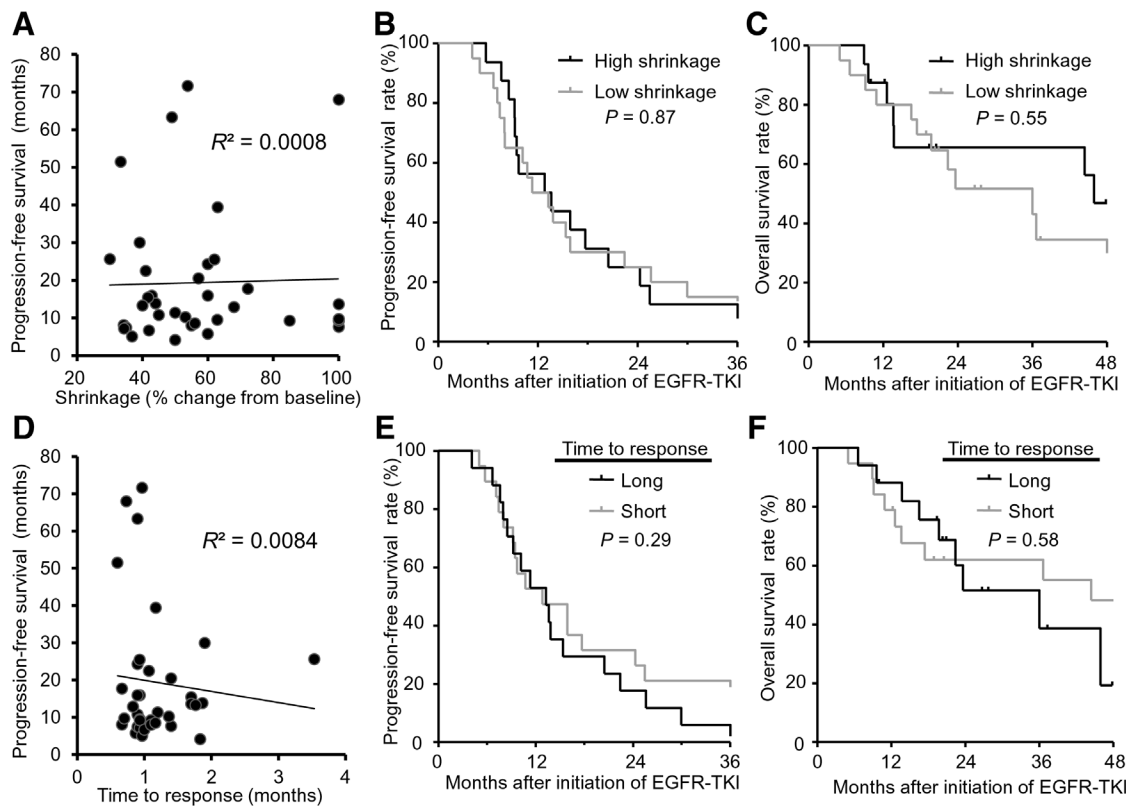 A
Progression-free survival (months)
80
70
60
50
40
30
20
10
0
R² = 0.0008
20
40
60
80
100
Shrinkage (% change from baseline)
B
Progression-free survival rate (%)
100
80
60
40
20
0
High shrinkage
Low shrinkage
P = 0.87
12
24
36
Months after initiation of EGFR-TKI
C
Overall survival rate (%)
100
80
60
40
20
0
High shrinkage
Low shrinkage
P = 0.55
0
12
24
36
48
Months after initiation of EGFR-TKI
D
Progression-free survival (months)
80
70
60
50
40
30
20
10
0
R² = 0.0084
0
1
2
3
4
Time to response (months)
E
Progression-free survival rate (%)
100
80
60
40
20
0
Time to response
Long
Short
P = 0.29
0
12
24
36
Months after initiation of EGFR-TKI
F
Overall survival rate (%)
100
80
60
40
20
0
Time to response
Long
Short
P = 0.58
0
12
24
36
48
Months after initiation of EGFR-TKI